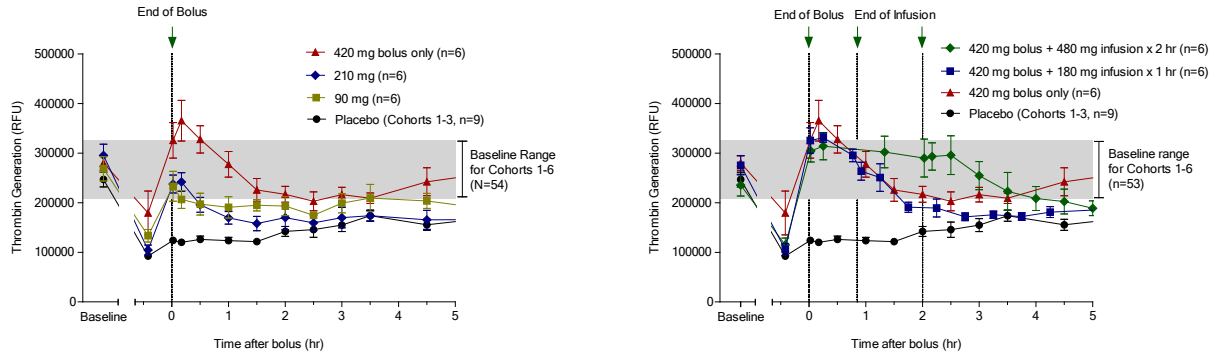 End of Bolus
Thrombin Generation (RFU)
500000
400000
300000
200000
100000
0
420 mg bolus only (n=6)
210 mg (n=6)
90 mg (n=6)
Placebo (Cohorts 1-3, n=9)
Baseline Range
for Cohorts 1-6
(N=54)
Baseline
0
1
2
3
4
5
Time after bolus (hr)
End of Bolus
End of Infusion
Thrombin Generation (RFU)
500000
400000
300000
200000
100000
0
420 mg bolus + 480 mg infusion x 2 hr (n=6)
420 mg bolus + 180 mg infusion x 1 hr (n=6)
420 mg bolus only (n=6)
Placebo (Cohorts 1-3, n=9)
Baseline range
for Cohorts 1-6
(n=53)
Baseline
0
1
2
3
4
5
Time after bolus (hr)